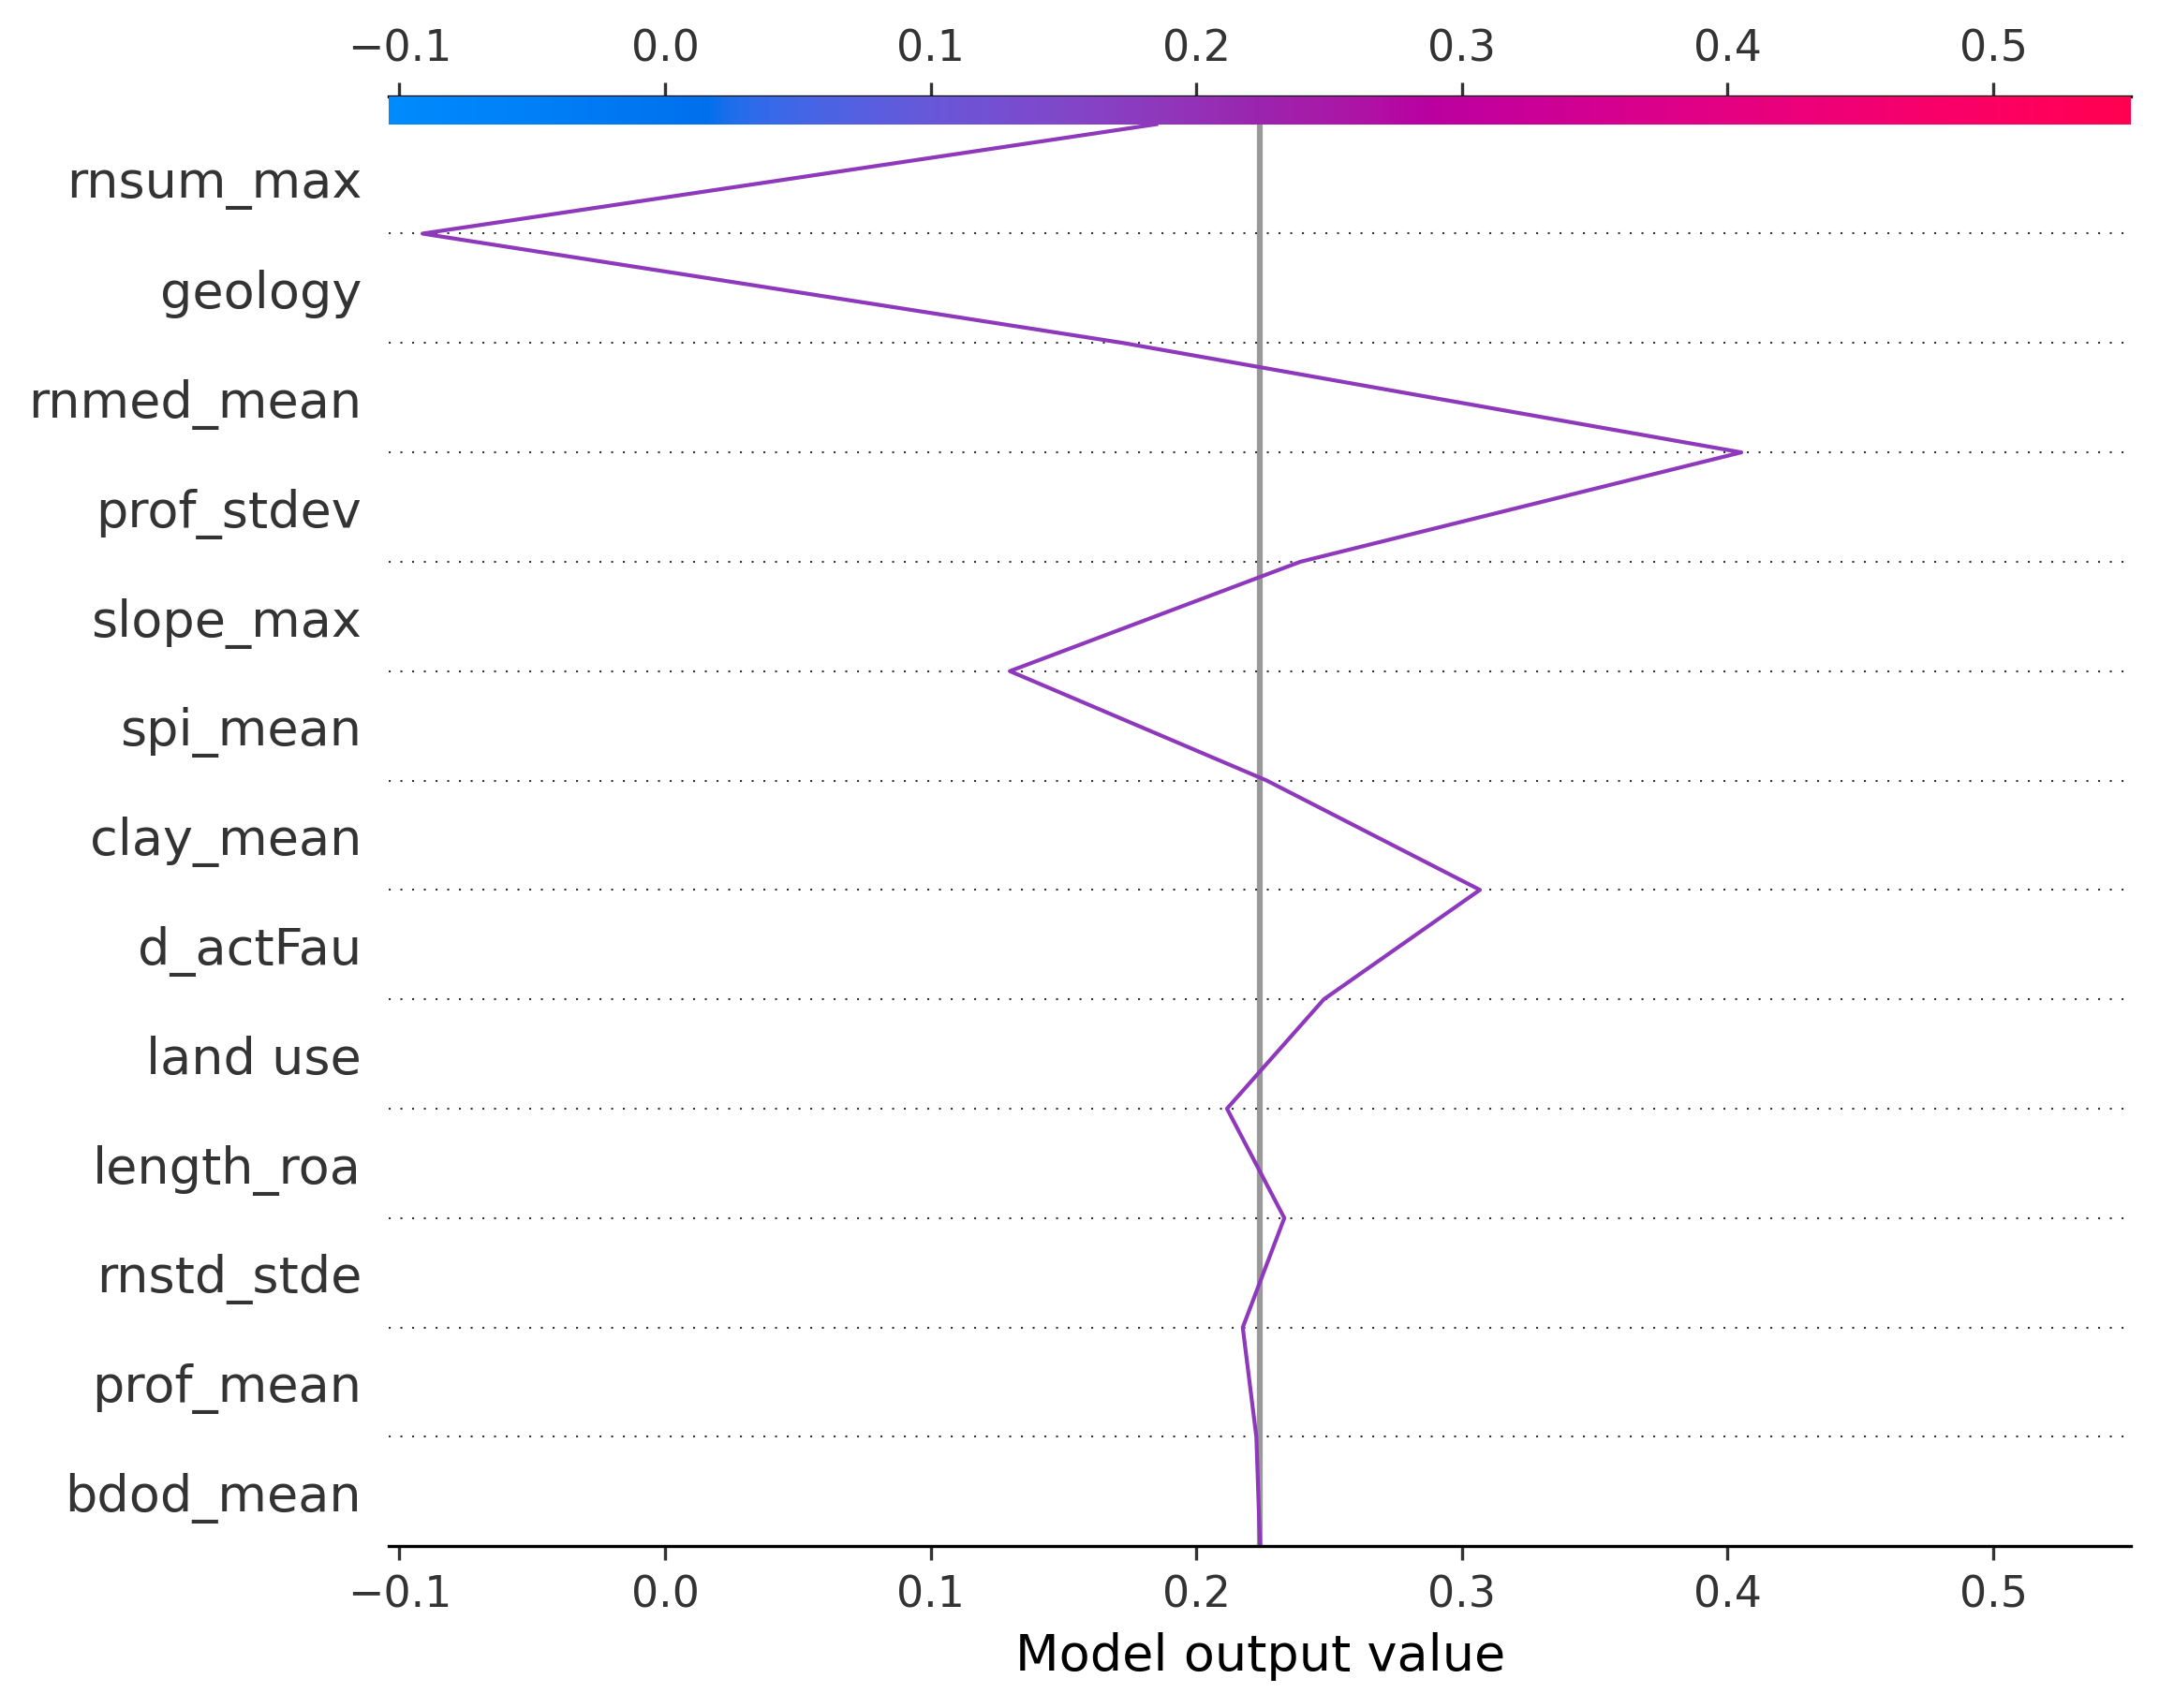 −0.1 0.0 0.1 0.2 0.3 0.4 0.5
rnsum_max
geology
rnmed_mean
prof_stdev
slope_max
spi_mean
clay_mean
d_actFau
land use
length_roa
rnstd_stde
prof_mean
bdod_mean
−0.1 0.0 0.1 0.2 0.3 0.4 0.5
Model output value